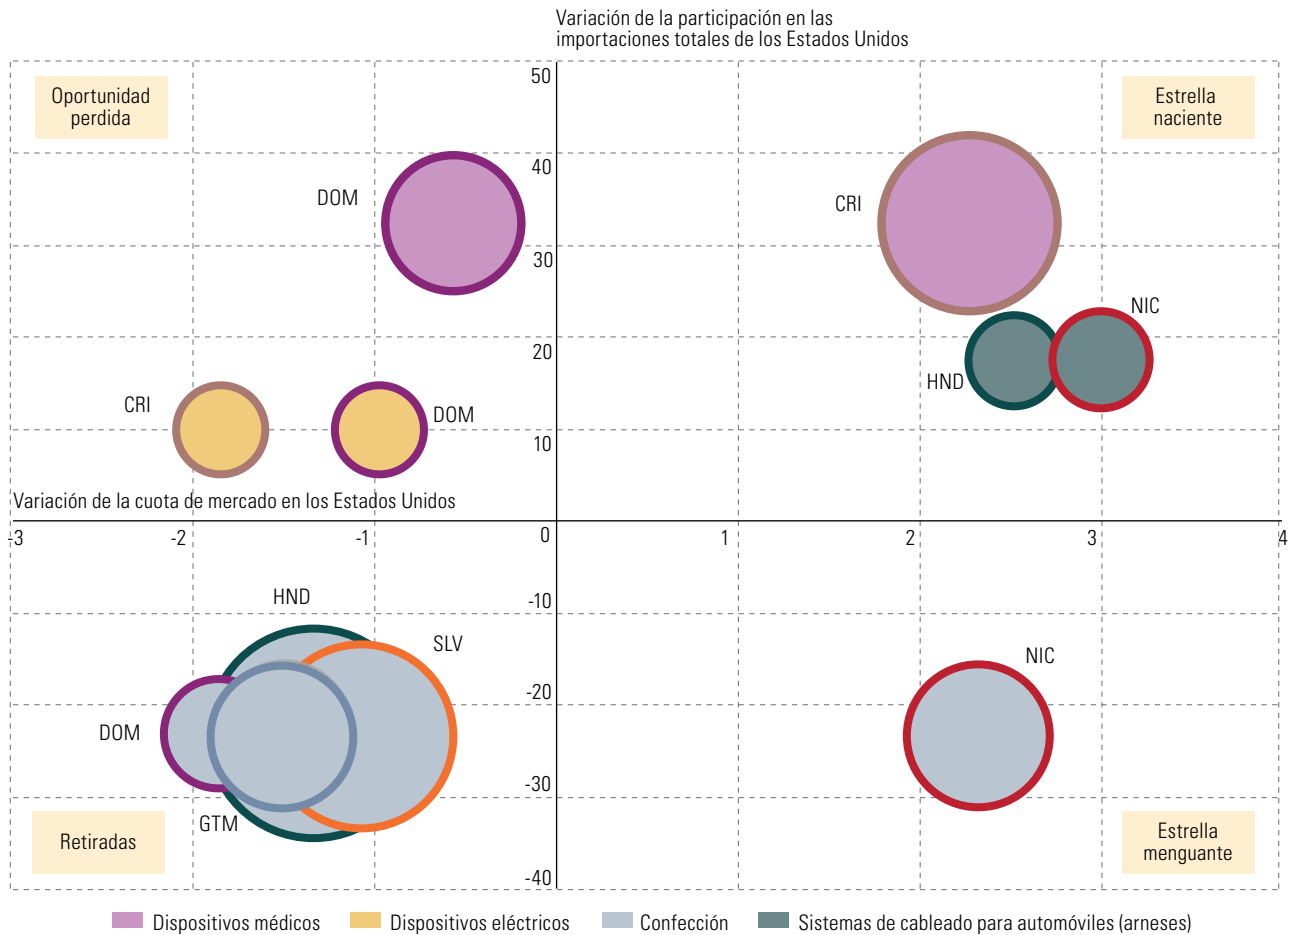 Variación de la participación en las
importaciones totales de los Estados Unidos
50
Oportunidad
perdida
Estrella
naciente
40
DOM
CRI
30
NIC
20
HND
CRI
DOM
10
Variación de la cuota de mercado en los Estados Unidos
-3
-2
-1
0
1
2
3
4
HND
-10
SLV
NIC
-20
DOM
-30
GTM
Retiradas
Estrella
menguante
-40
Dispositivos médicos
Dispositivos eléctricos
Confección
Sistemas de cableado para automóviles (arneses)